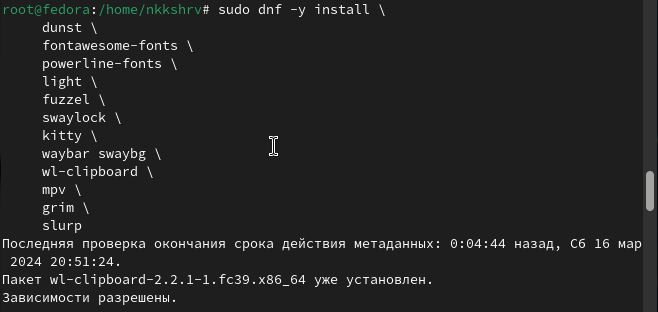 root@fedora:/home/nkkshrv# sudo dnf -y install \
dunst \
fontawesome-fonts \
powerline-fonts \
light \
fuzzel \
swaylock \
kitty \
waybar swaybg \
wl-clipboard \
mpv \
grim \
slurp
Последняя проверка окончания срока действия метаданных: 0:04:44 назад, Сб 16 мар
2024 20:51:24.
Пакет wl-clipboard-2.2.1-1.fc39.x86_64 уже установлен.
Зависимости разрешены.